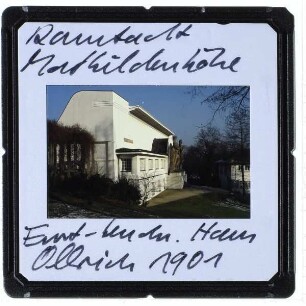 Darmstadt
Mathildenhöhe
Ernst-Ludw. Haus
Olbrich 1901